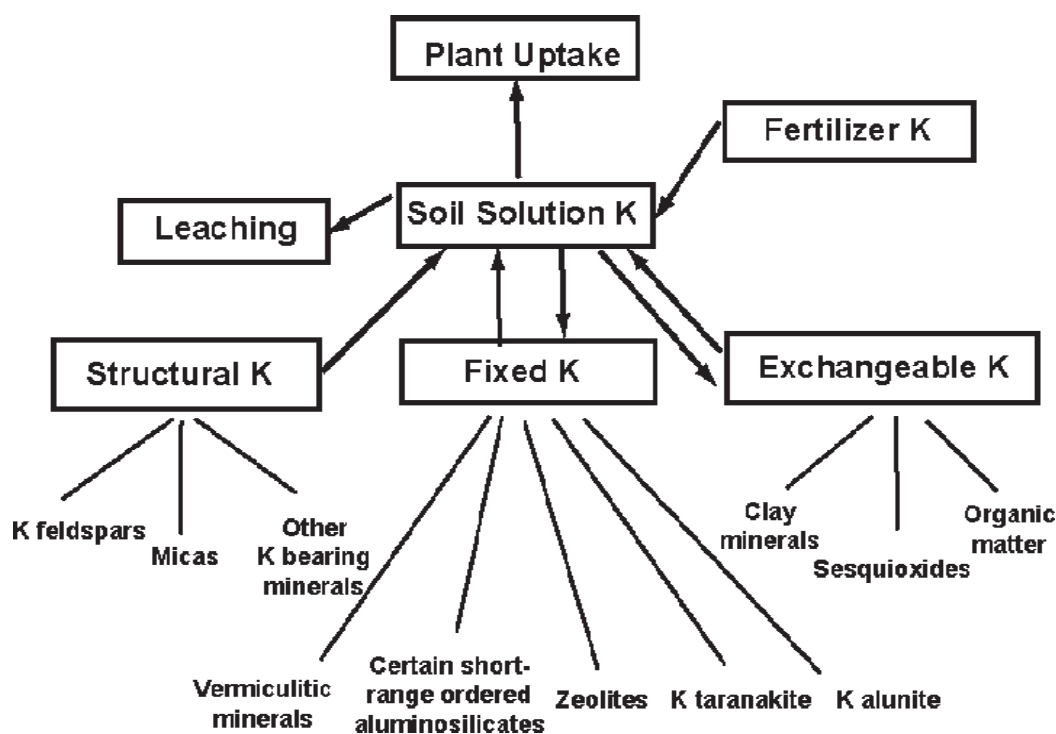 Plant Uptake
Fertilizer K
Soil Solution K
Leaching
Structural K
Fixed K
Exchangeable K
K feldspars
Micas
Other
K bearing
minerals
Clay
minerals
Sesquioxides
Organic
matter
Vermiculitic
minerals
Certain short-
range ordered
aluminosilicates
Zeolites
K taranakite
K alunite